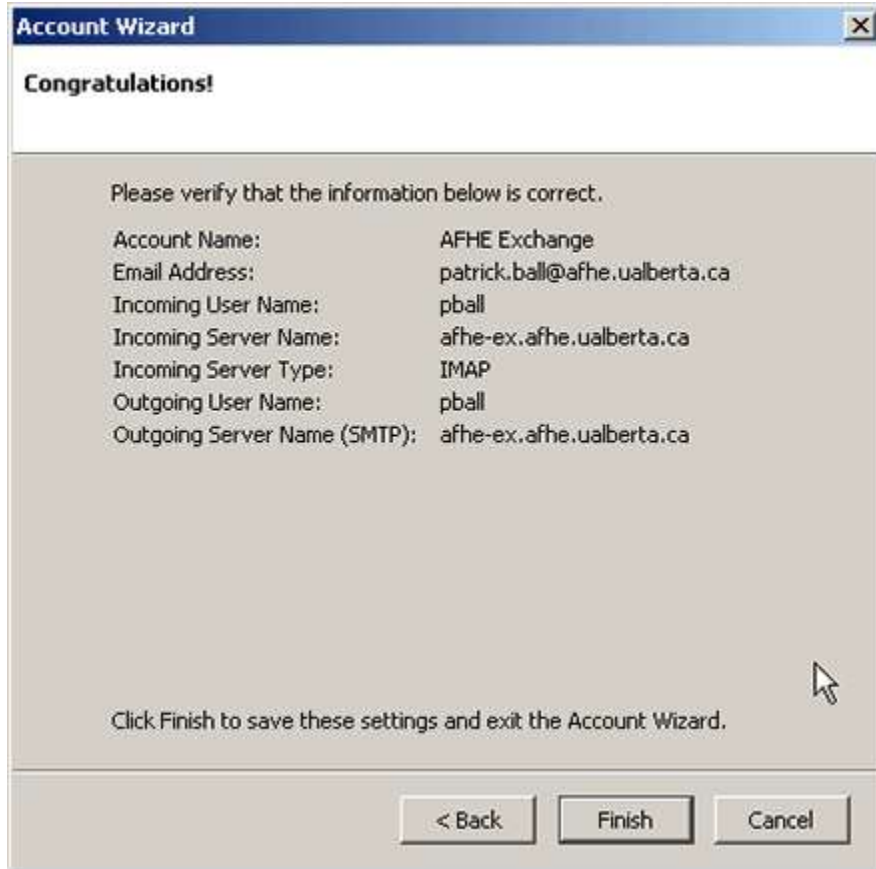 Account Wizard
Congratulations!
Please verify that the information below is correct.
Account Name: AFHE Exchange
Email Address: patrick.ball@afhe.ualberta.ca
Incoming User Name: pball
Incoming Server Name: afhe-ex.afhe.ualberta.ca
Incoming Server Type: IMAP
Outgoing User Name: pball
Outgoing Server Name (SMTP): afhe-ex.afhe.ualberta.ca
Click Finish to save these settings and exit the Account Wizard.
< Back Finish Cancel